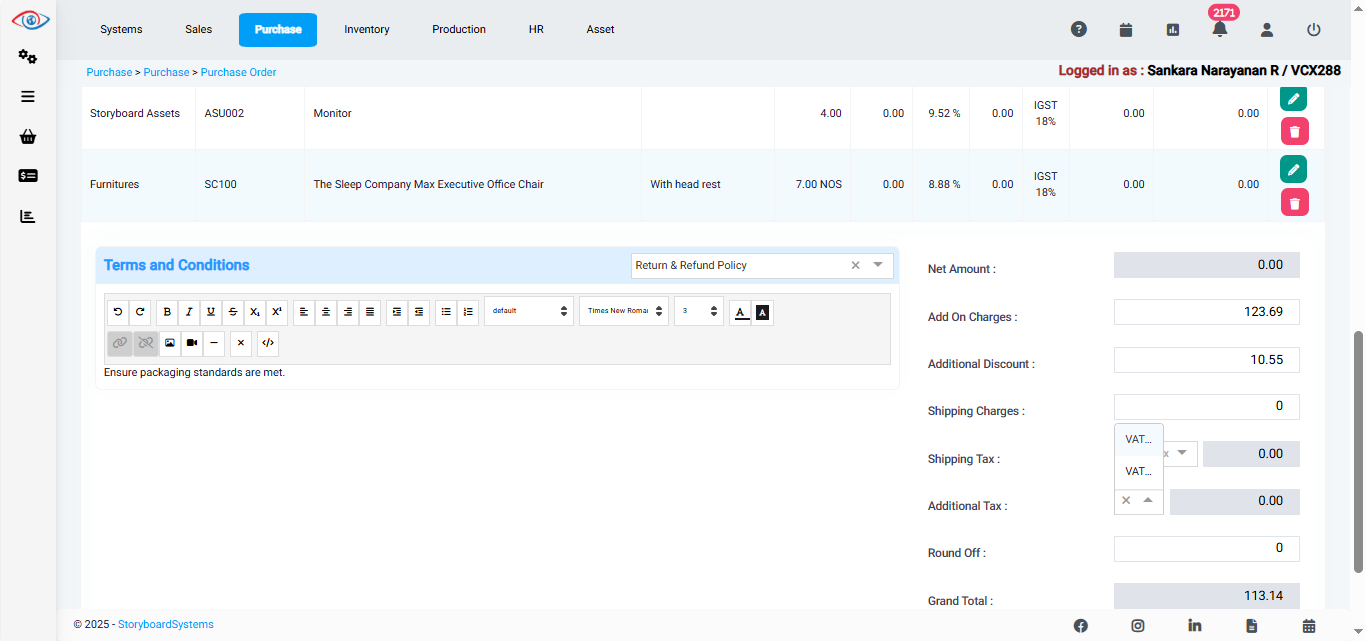 Systems Sales Purchase Inventory Production HR Asset 2171
Purchase > Purchase > Purchase Order
Logged in as : Sankara Narayanan R / VCX288
Storyboard Assets ASU002 Monitor 4.00 0.00 9.52 % 0.00 IGST 18% 0.00 0.00
Furnitures SC100 The Sleep Company Max Executive Office Chair With head rest 7.00 NOS 0.00 8.88 % 0.00 IGST 18% 0.00 0.00
Terms and Conditions
Return & Refund Policy
default
Times New Roma
3
Ensure packaging standards are met.
Net Amount : 0.00
Add On Charges : 123.69
Additional Discount : 10.55
Shipping Charges : 0
VAT...
Shipping Tax : 0.00
VAT...
Additional Tax : 0.00
Round Off : 0
Grand Total : 113.14
© 2025 - StoryboardSystems